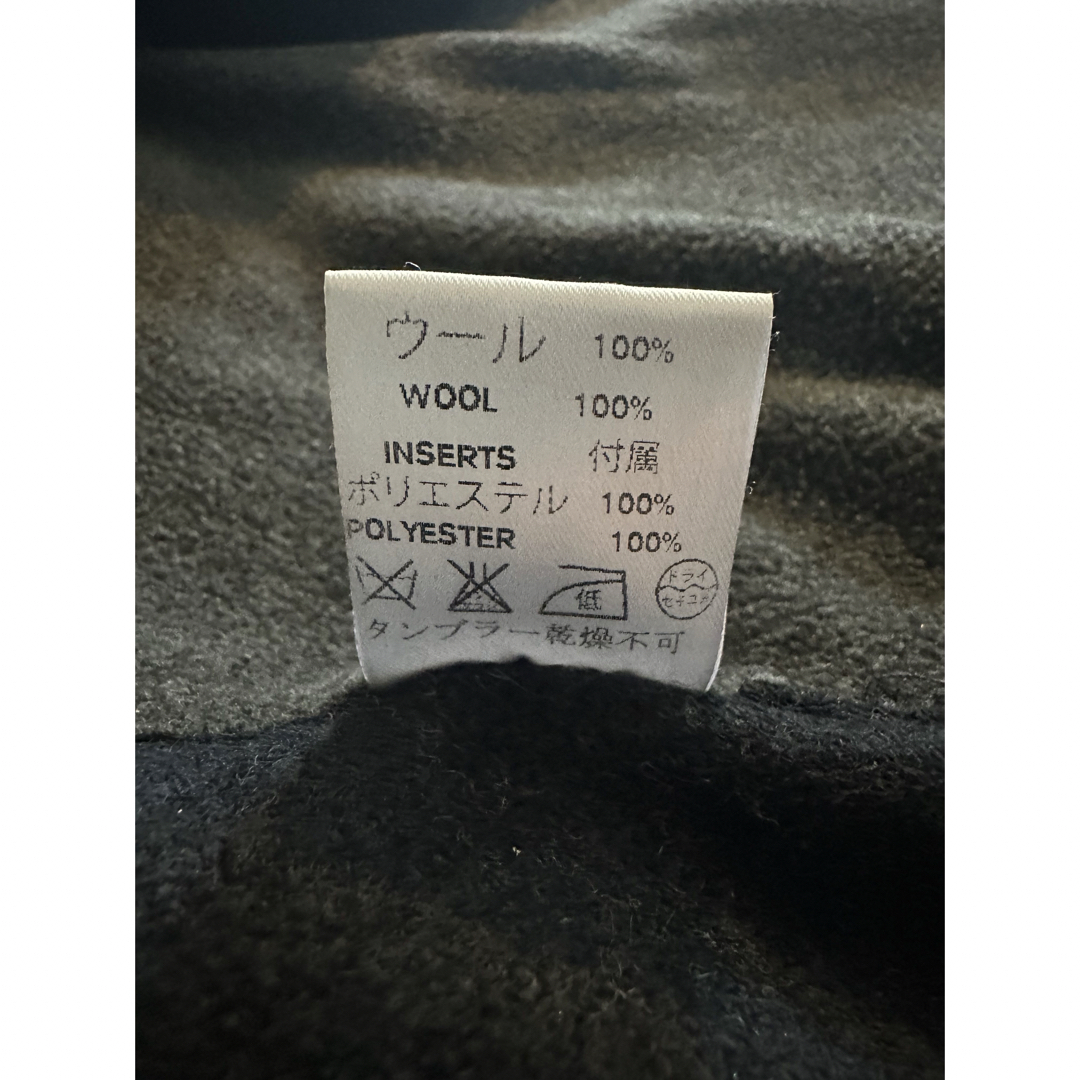 ウール 100%
WOOL 100%
INSERTS 付属
ポリエステル 100%
POLYESTER 100%
低 ドライ
セキユ系
タンブラー乾燥不可